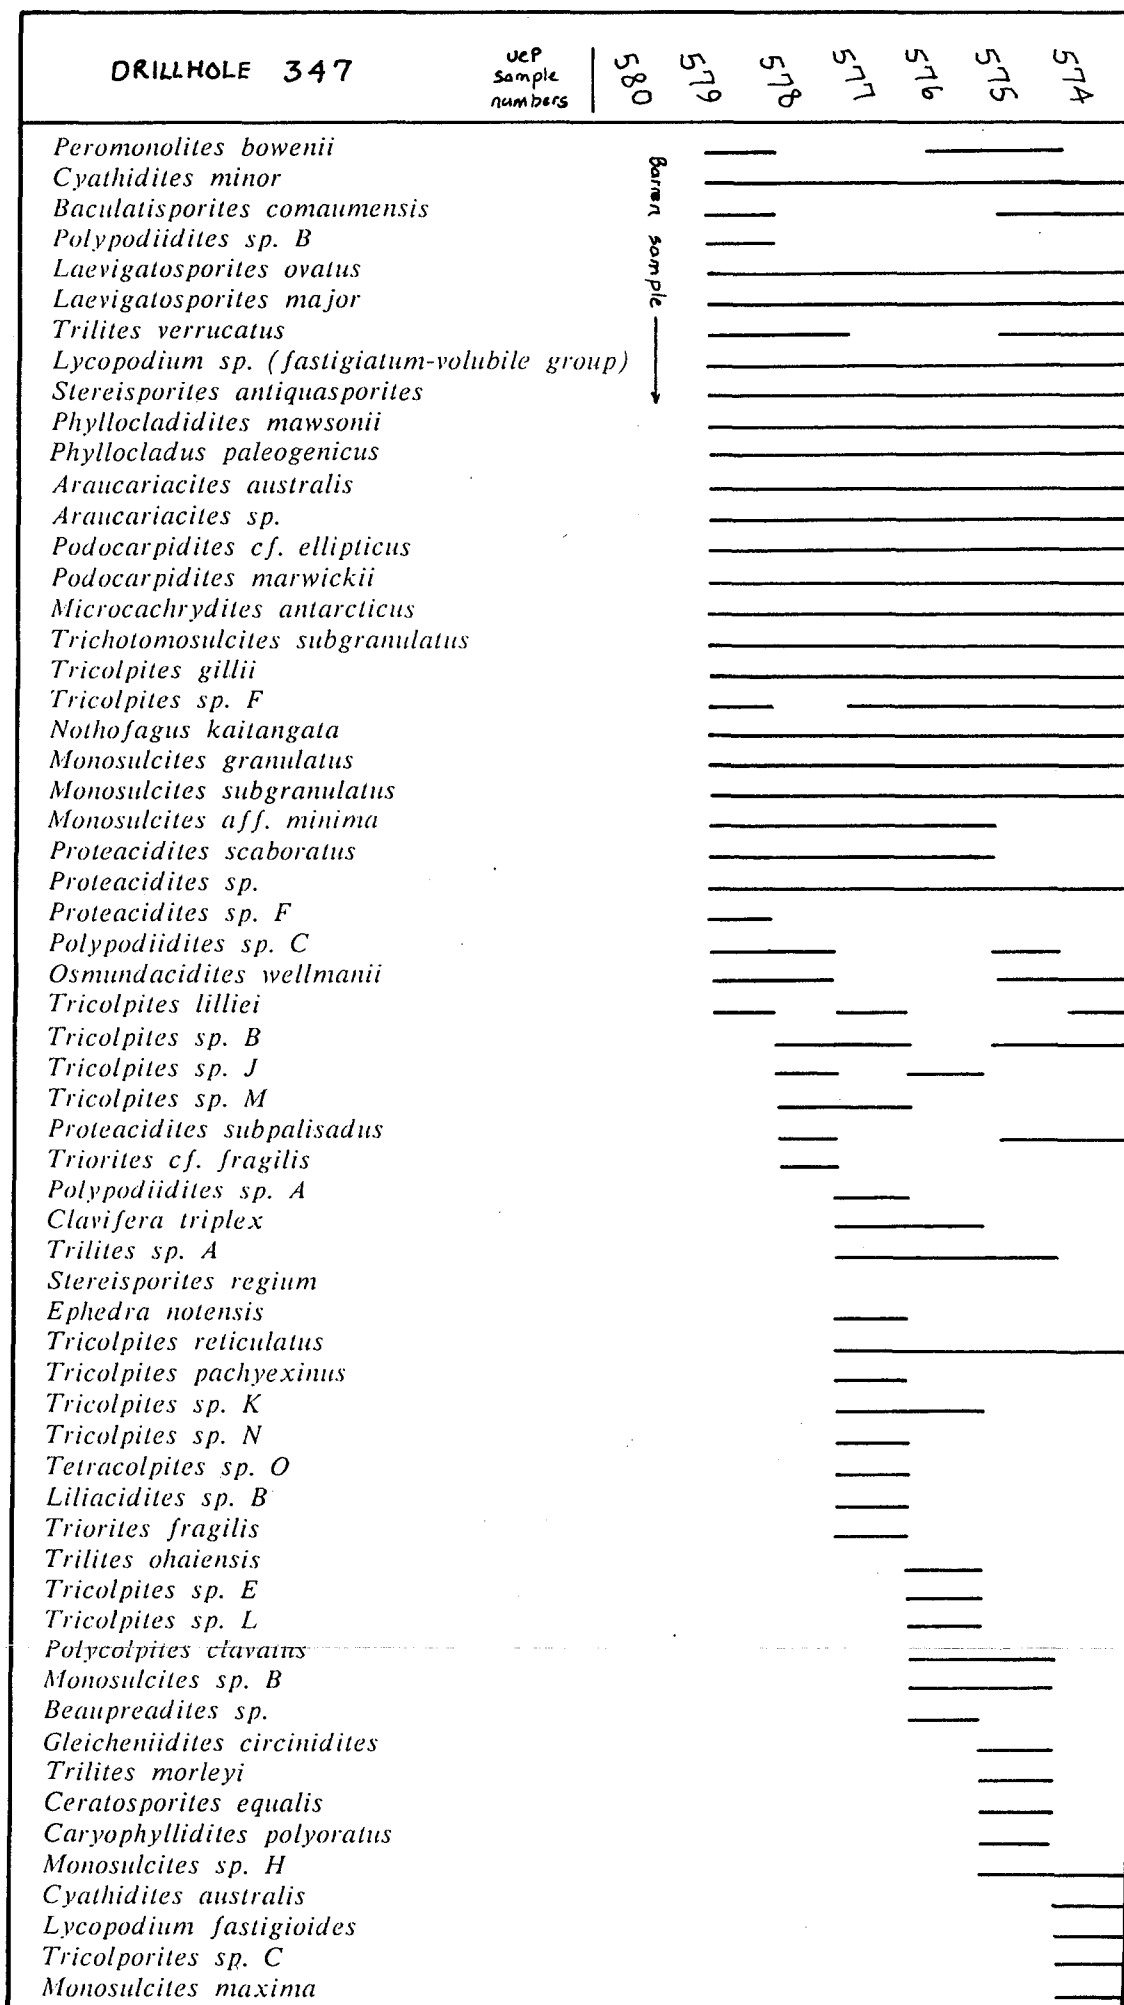 DRILLHOLE 347
UCP
sample
numbers
580 579 578 577 576 575 574
Barren sample
Peromonolites bowenii
Cyathidites minor
Baculatisporites comaumensis
Polypodiidites sp. B
Laevigatosporites ovatus
Laevigatosporites major
Trilites verrucatus
Lycopodium sp. (fastigiatum-volubile group)
Stereisporites antiquasporites
Phyllocladidites mawsonii
Phyllocladus paleogenicus
Araucariacites australis
Araucariacites sp.
Podocarpidites cf. ellipticus
Podocarpidites marwickii
Microcachrydites antarcticus
Trichotomosulcites subgranulatus
Tricolpites gillii
Tricolpites sp. F
Nothofagus kaitangata
Monosulcites granulatus
Monosulcites subgranulatus
Monosulcites aff. minima
Proteacidites scaboratus
Proteacidites sp.
Proteacidites sp. F
Polypodiidites sp. C
Osmundacidites wellmanii
Tricolpites lilliei
Tricolpites sp. B
Tricolpites sp. J
Tricolpites sp. M
Proteacidites subpalisadus
Triorites cf. fragilis
Polypodiidites sp. A
Clavifera triplex
Trilites sp. A
Stereisporites regium
Ephedra notensis
Tricolpites reticulatus
Tricolpites pachyexinus
Tricolpites sp. K
Tricolpites sp. N
Tetracolpites sp. O
Liliacidites sp. B
Triorites fragilis
Trilites ohaiensis
Tricolpites sp. E
Tricolpites sp. L
Polycolpites clavatus
Monosulcites sp. B
Beaupreadites sp.
Gleicheniidites circinidites
Trilites morleyi
Ceratosporites equalis
Caryophyllidites polyoratus
Monosulcites sp. H
Cyathidites australis
Lycopodium fastigioides
Tricolporites sp. C
Monosulcites maxima